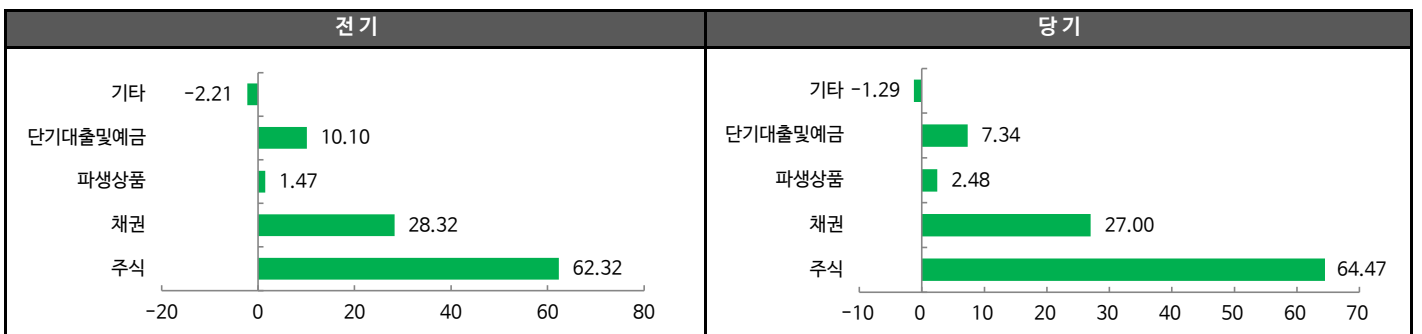 전 기
기타 -2.21
단기대출및예금 10.10
파생상품 1.47
채권 28.32
주식 62.32
-20 0 20 40 60 80
당 기
기타 -1.29
단기대출및예금 7.34
파생상품 2.48
채권 27.00
주식 64.47
-10 0 10 20 30 40 50 60 70